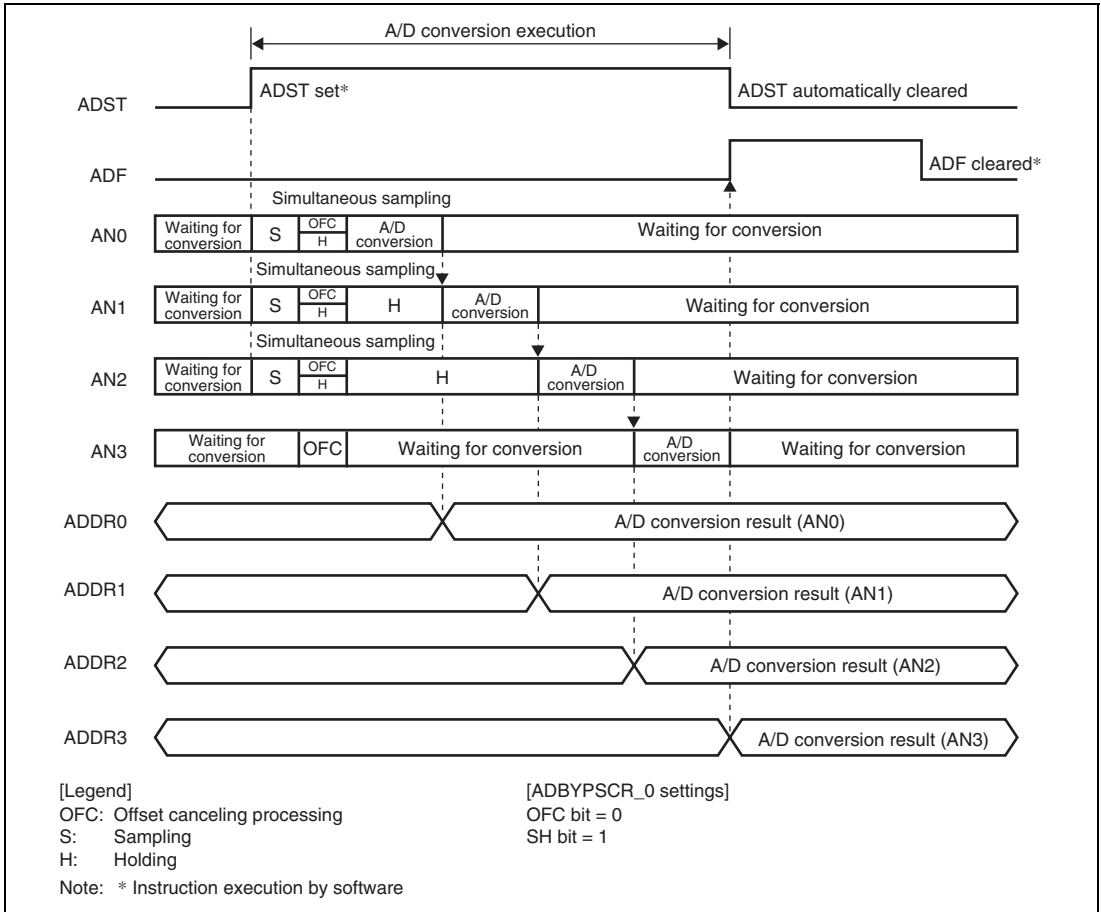 A/D conversion execution
ADST ADST set* ADST automatically cleared
ADF ADF cleared*
Simultaneous sampling
AN0 Waiting for conversion S OFC H A/D conversion Waiting for conversion
Simultaneous sampling
AN1 Waiting for conversion S OFC H H A/D conversion Waiting for conversion
Simultaneous sampling
AN2 Waiting for conversion S OFC H H A/D conversion Waiting for conversion
AN3 Waiting for conversion OFC Waiting for conversion A/D conversion Waiting for conversion
ADDR0 A/D conversion result (AN0)
ADDR1 A/D conversion result (AN1)
ADDR2 A/D conversion result (AN2)
ADDR3 A/D conversion result (AN3)
[Legend] [ADBYPSCR_0 settings]
OFC: Offset canceling processing OFC bit = 0
S: Sampling SH bit = 1
H: Holding
Note: * Instruction execution by software